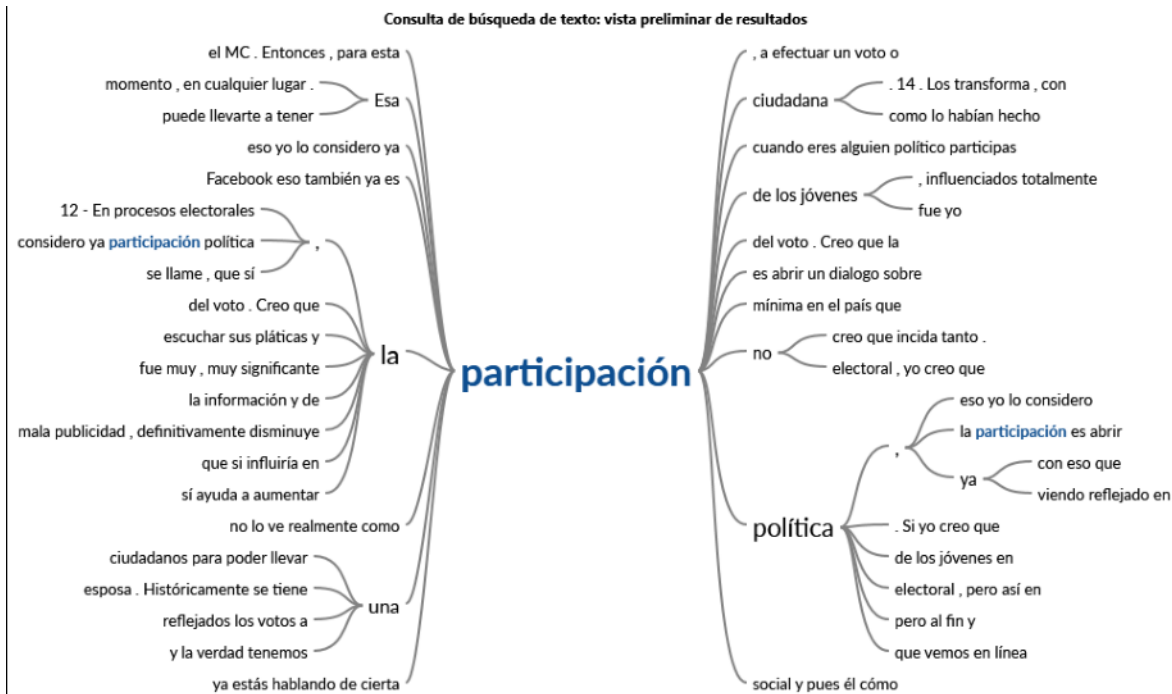 Consulta de búsqueda de texto: vista preliminar de resultados
el MC . Entonces , para esta
momento , en cualquier lugar .
puede llevarte a tener
Esa
eso yo lo considero ya
Facebook eso también ya es
12 - En procesos electorales
considero ya participación política
se llame , que sí
,
del voto . Creo que
escuchar sus pláticas y
fue muy , muy significante
la información y de
mala publicidad , definitivamente disminuye
que si influiría en
sí ayuda a aumentar
la
no lo ve realmente como
ciudadanos para poder llevar
esposa . Históricamente se tiene
reflejados los votos a
y la verdad tenemos
una
ya estás hablando de cierta
participación
, a efectuar un voto o
ciudadana
. 14 . Los transforma , con
como lo habían hecho
cuando eres alguien político participas
de los jóvenes
, influenciados totalmente
fue yo
del voto . Creo que la
es abrir un dialogo sobre
mínima en el país que
no
creo que incida tanto .
electoral , yo creo que
política
,
eso yo lo considero
la participación es abrir
ya
con eso que
viendo reflejado en
. Si yo creo que
de los jóvenes en
electoral , pero así en
pero al fin y
que vemos en línea
social y pues él cómo